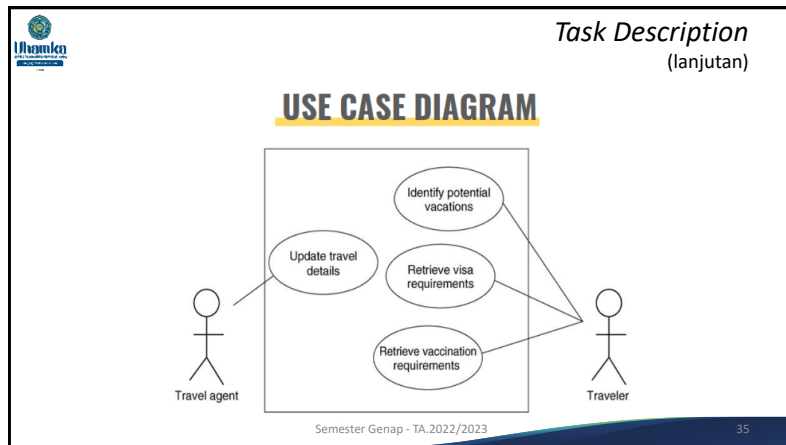 Uhamka
Task Description
(lanjutan)
USE CASE DIAGRAM
Identify potential
vacations
Update travel
details
Retrieve visa
requirements
Retrieve vaccination
requirements
Travel agent
Traveler
Semester Genap - TA.2022/2023
35